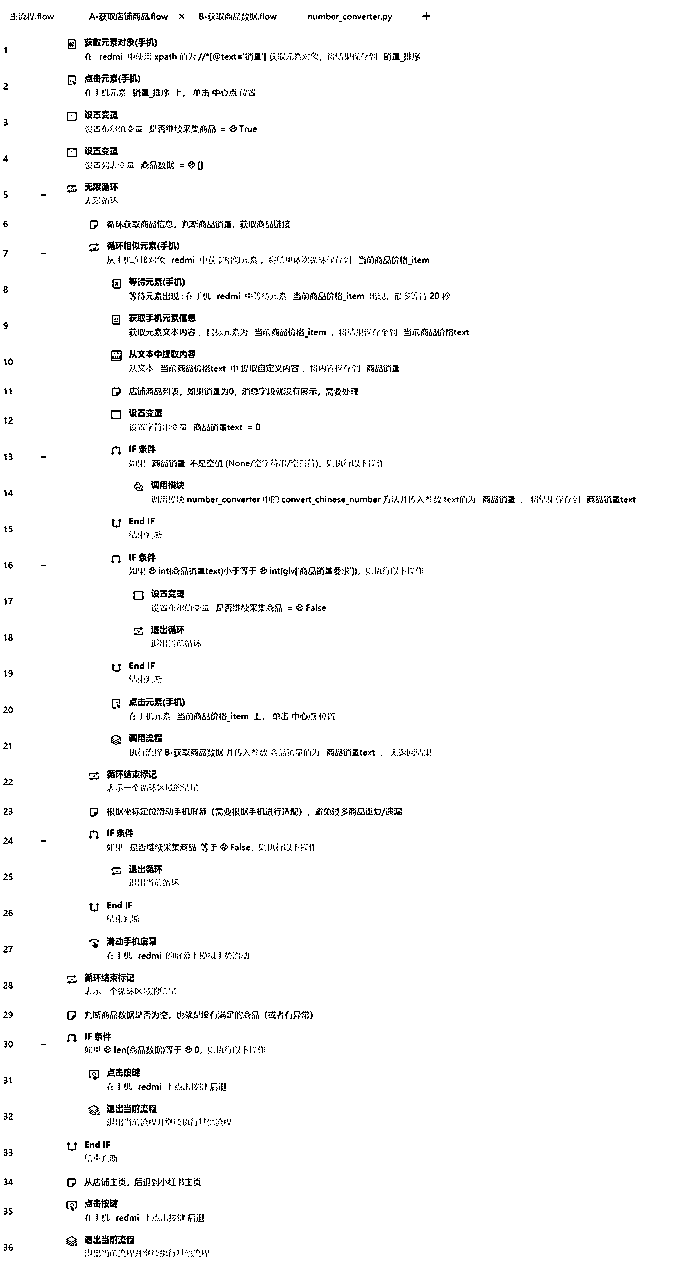 主流程.flow A-获取店铺商品.flow × B-获取商品数据.flow number_converter.py +
1 获取元素对象(手机)
在 redmi 中使用 xpath 值为 //*[@text='销量'] 获取元素对象，将结果保存到 销量_排序
2 点击元素(手机)
在手机元素 销量_排序 上，单击 中心点 位置
3 设置变量
设置布尔值变量 是否继续采集商品 = True
4 设置变量
设置列表变量 商品数据 = []
5 无限循环
无限循环
6 循环获取商品信息，判断商品销量，获取商品链接
7 循环相似元素(手机)
redmi 中 当前商品价格_item
8 等待元素(手机)
等待元素出现: 在手机 redmi 中等待元素 当前商品价格_item 出现，最多等待 20 秒
9 获取手机元素信息
获取元素文本内容， 元素为 当前商品价格_item ，将结果保存到 当前商品价格text
10 从文本中提取内容
从文本 当前商品价格text 中 提取自定义内容，将内容保存到 商品销量
11 店铺商品列表，如果销量为0，销量字段就没有展示，需要处理
12 设置变量
设置字符串变量 商品销量text = 0
13 IF 条件
如果 商品销量 不是空值 (None/空字符串/空白符)，则执行以下操作
14 调用模块
调用模块 number_converter 中的 convert_chinese_number 方法并传入参数 text值为 商品销量 ，将结果保存到 商品销量text
15 End IF
结束判断
16 IF 条件
如果 int(商品销量text)小于等于 int(glv['商品销量要求'])，则执行以下操作
17 设置变量
设置布尔值变量 是否继续采集商品 = False
18 退出循环
退出当前循环
19 End IF
结束判断
20 点击元素(手机)
在手机元素 当前商品价格_item 上，单击 中心点 位置
21 调用流程
执行流程 B-获取商品数据 并传入参数 商品销量值为 商品销量text ，无返回结果
22 循环结束标记
表示一个循环区域的结尾
23 根据坐标定位滑动手机屏幕（需要根据手机进行适配），避免过多商品重复/遗漏
24 IF 条件
如果 是否继续采集商品 等于 False，则执行以下操作
25 退出循环
退出当前循环
26 End IF
结束判断
27 滑动手机屏幕
在手机 redmi 的屏幕上模拟手势滑动
28 循环结束标记
表示一个循环区域的结尾
29 判断商品数据是否为空，也就是没有满足的商品（或者有异常）
30 IF 条件
如果 len(商品数据)等于 0，则执行以下操作
31 点击按键
在手机 redmi 上点击按键 后退
32 退出当前流程
退出当前流程并继续执行其他流程
33 End IF
结束判断
34 从店铺主页，后退到小红书主页
35 点击按键
在手机 redmi 上点击按键 后退
36 退出当前流程
退出当前流程并继续执行其他流程